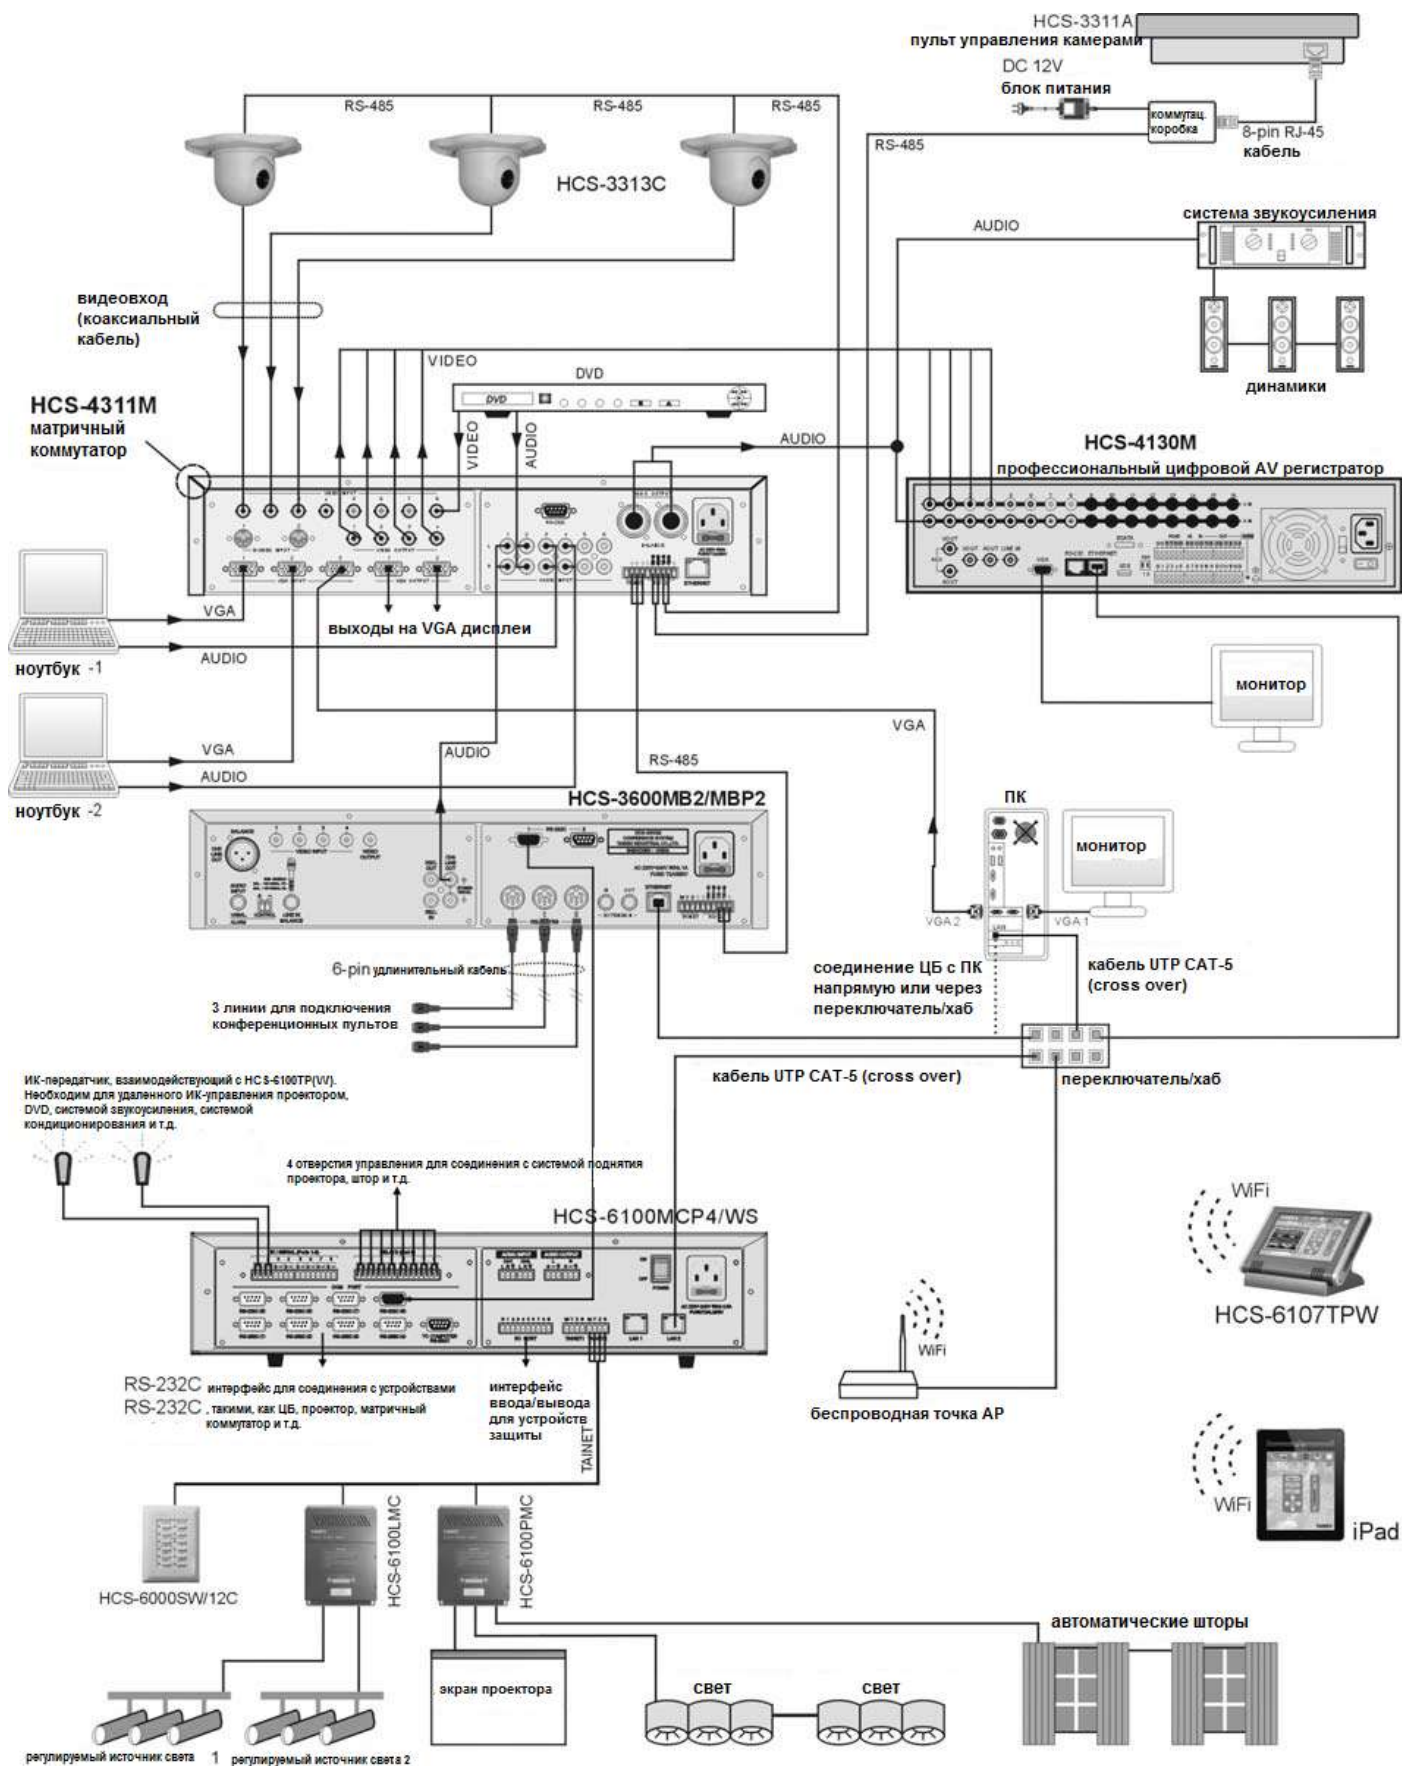 HCS-3311A
пульт управления камерами
DC 12V
блок питания
коммутац.
коробка
8-pin RJ-45
кабель
RS-485
RS-485
RS-485
RS-485
HCS-3313C
система звукоусиления
AUDIO
динамики
видеовход
(коаксиальный
кабель)
VIDEO
DVD
DVD
VIDEO
AUDIO
AUDIO
HCS-4311M
матричный
коммутатор
HCS-4130M
профессиональный цифровой AV регистратор
VGA
выходы на VGA дисплеи
AUDIO
ноутбук -1
монитор
VGA
VGA
AUDIO
AUDIO
RS-485
ноутбук -2
HCS-3600MB2/MBP2
ПК
монитор
VGA 2
VGA 1
6-pin удлинительный кабель
3 линии для подключения
конференционных пультов
соединение ЦБ с ПК
напрямую или через
переключатель/хаб
кабель UTP CAT-5
(cross over)
кабель UTP CAT-5 (cross over)
переключатель/хаб
ИК-передатчик, взаимодействующий с HCS-6100TP(W).
Необходим для удаленного ИК-управления проектором,
DVD, системой звукоусиления, системой
кондиционирования и т.д.
4 отверстия управления для соединения с системой поднятия
проектора, штор и т.д.
HCS-6100MCP4/WS
WiFi
HCS-6107TPW
WiFi
беспроводная точка AP
RS-232C интерфейс для соединения с устройствами
RS-232C . такими, как ЦБ, проектор, матричный
коммутатор и т.д.
интерфейс
ввода/вывода
для устройств
защиты
TAINET
WiFi
iPad
HCS-6000SW/12C
HCS-6100LMC
HCS-6100PMC
автоматические шторы
экран проектора
свет
свет
регулируемый источник света 1
регулируемый источник света 2